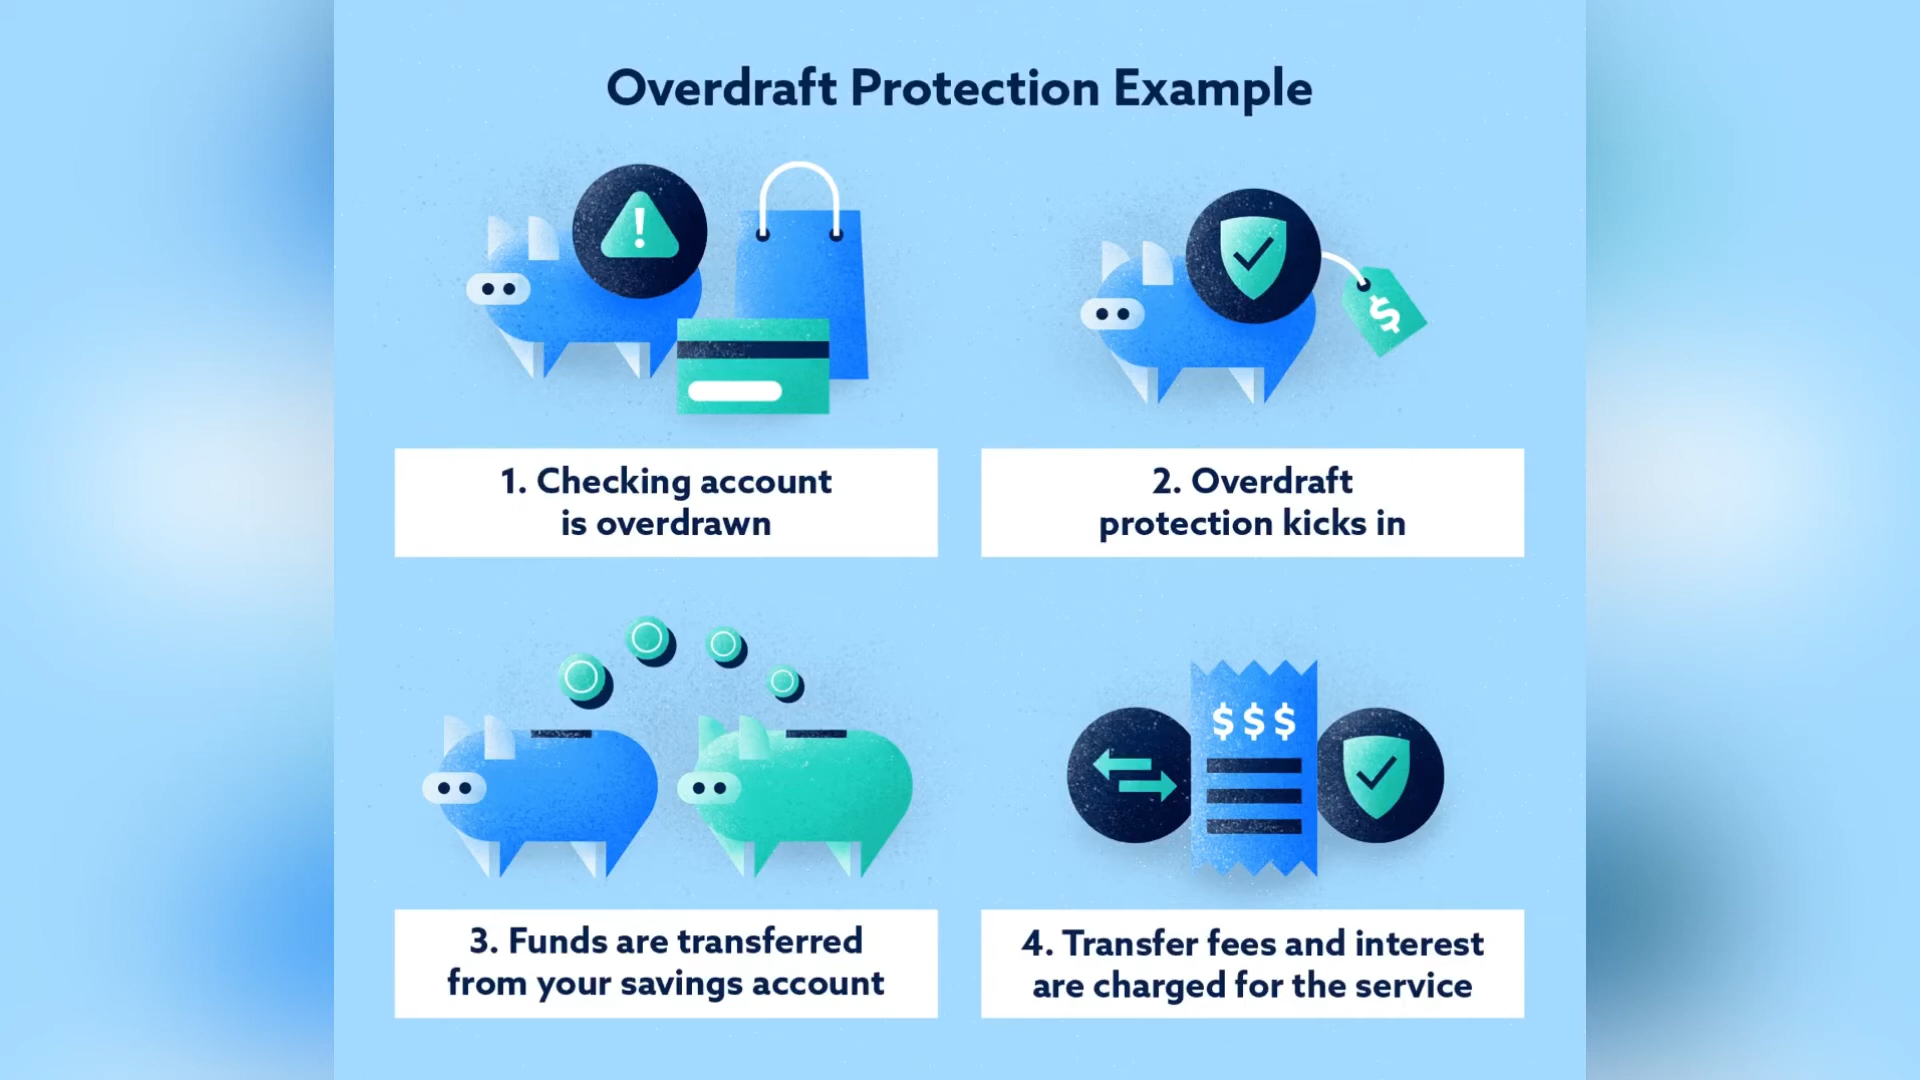 Overdraft Protection Example
!
$
1. Checking account
is overdrawn
2. Overdraft
protection kicks in
$$$
3. Funds are transferred
from your savings account
4. Transfer fees and interest
are charged for the service